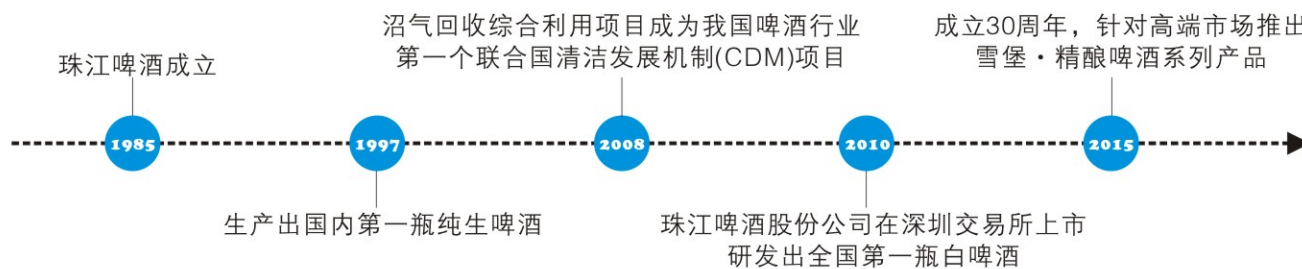 珠江啤酒成立
沼气回收综合利用项目成为我国啤酒行业
第一个联合国清洁发展机制(CDM)项目
成立30周年，针对高端市场推出
雪堡·精酿啤酒系列产品
1985
1997
2008
2010
2015
生产出国内第一瓶纯生啤酒
珠江啤酒股份公司在深圳交易所上市
研发出全国第一瓶白啤酒